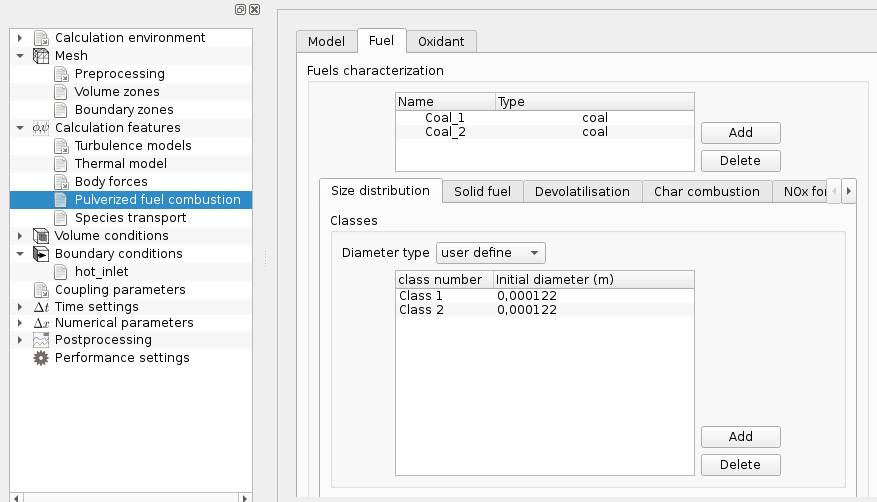 Calculation environment
Mesh
Preprocessing
Volume zones
Boundary zones
Calculation features
Turbulence models
Thermal model
Body forces
Pulverized fuel combustion
Species transport
Volume conditions
Boundary conditions
hot_inlet
Coupling parameters
Δt Time settings
Δx Numerical parameters
Postprocessing
Performance settings
Model Fuel Oxidant
Fuels characterization
Name Type
Coal_1 coal
Coal_2 coal
Add
Delete
Size distribution Solid fuel Devolatilisation Char combustion NOx for
Classes
Diameter type user define
class number Initial diameter (m)
Class 1 0,000122
Class 2 0,000122
Add
Delete